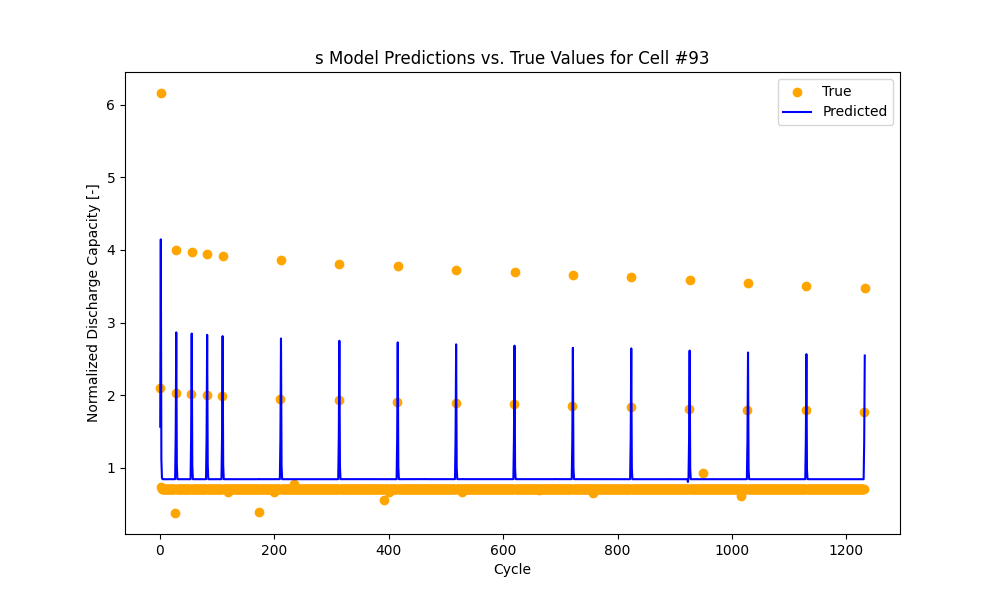 s Model Predictions vs. True Values for Cell #93
True
Predicted
Normalized Discharge Capacity [-]
6
5
4
3
2
1
0
200
400
600
800
1000
1200
Cycle